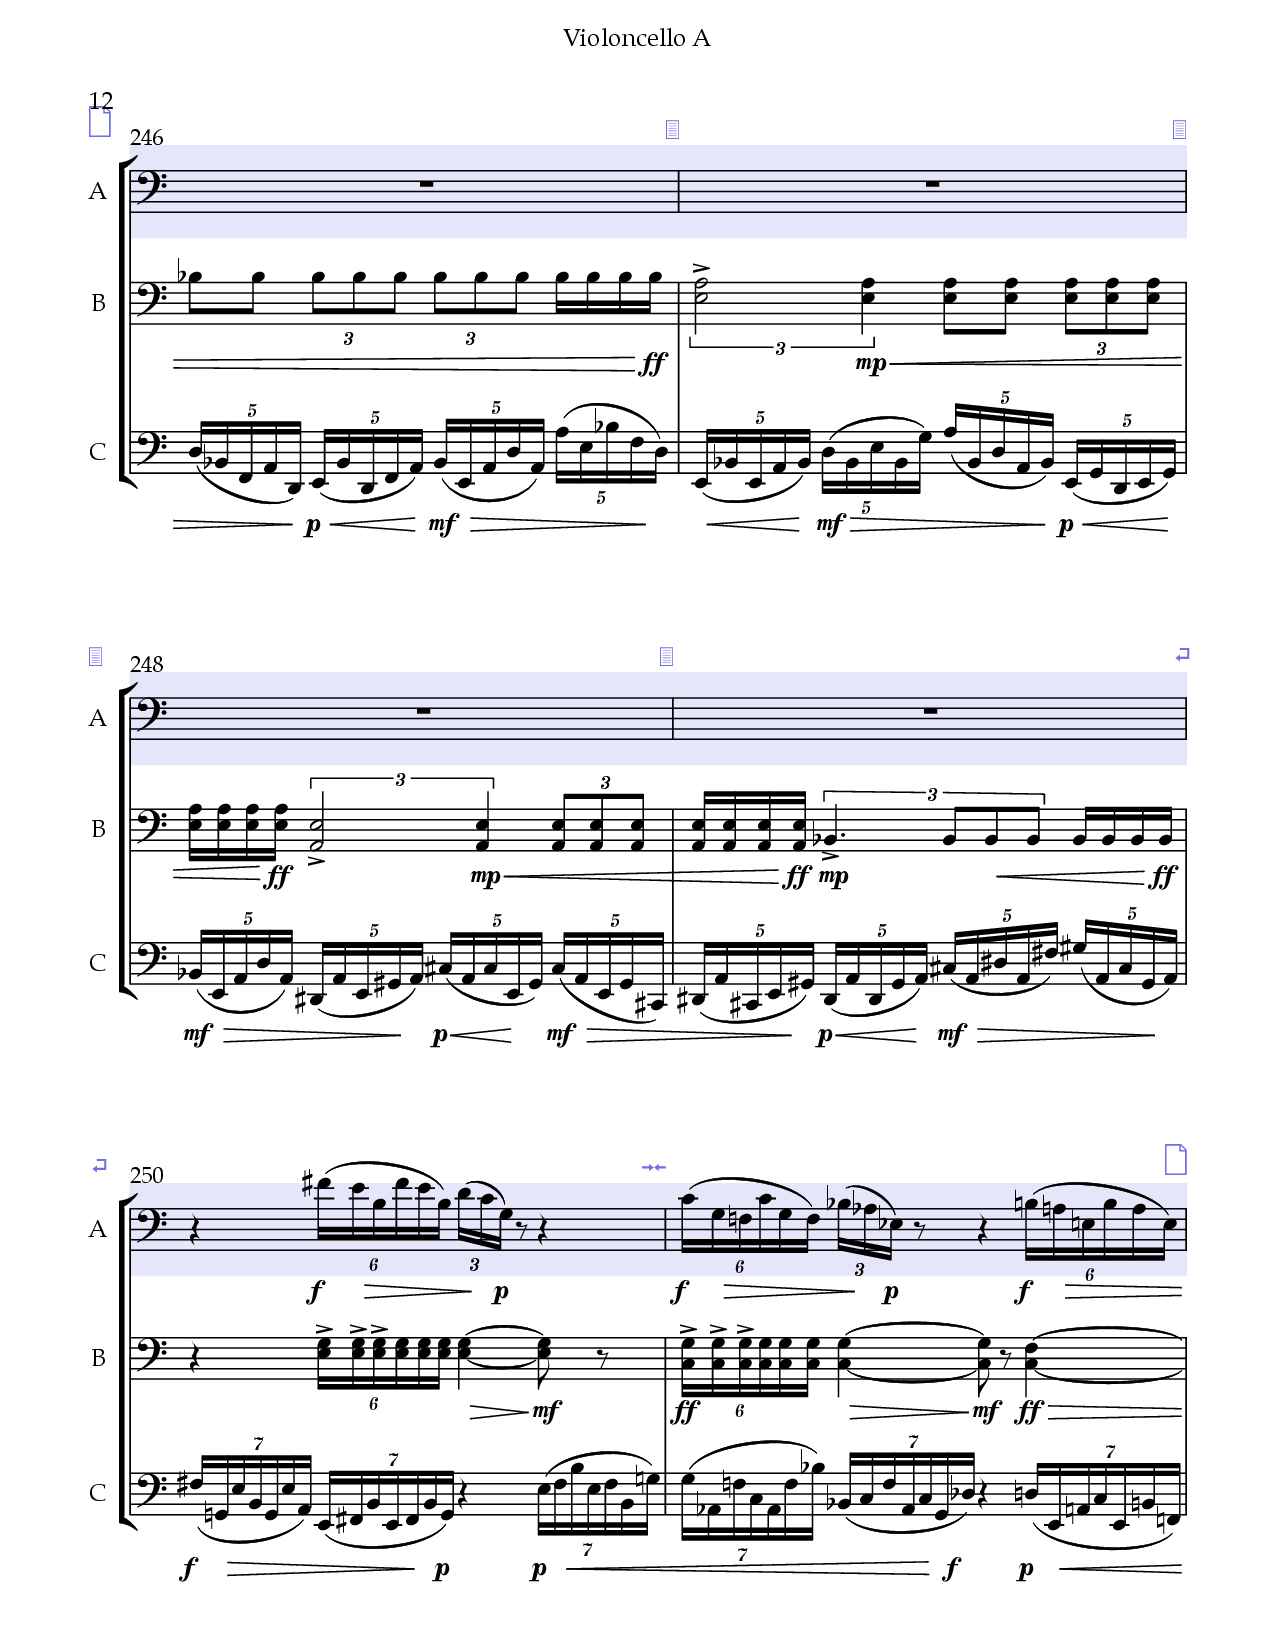 Violoncello A
12
246
A
B
3 3 3 3
ff mp
C
5 5 5 5 5 5 5 5
p mf mf p
248
A
B
3 3 3
ff mp ff mp ff
C
5 5 5 5 5 5 5 5
mf p mf p mf
250
A
6 3 6 3 6
f p f p f
B
6 6
mf ff mf ff
C
7 7 7 7 7 7
f p p f p